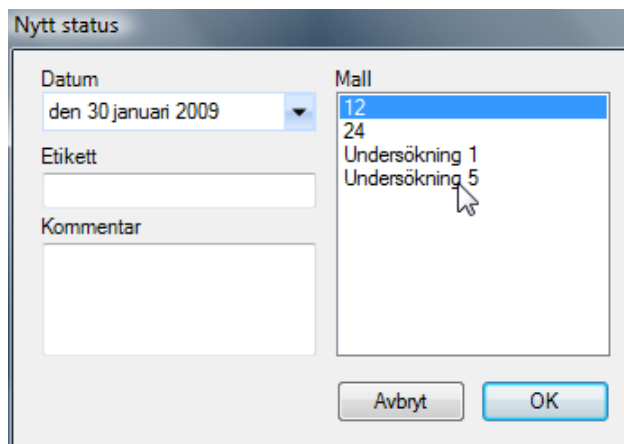 Nytt status
Datum
den 30 januari 2009
Etikett
Kommentar
Mall
12
24
Undersökning 1
Undersökning 5
Avbryt
OK